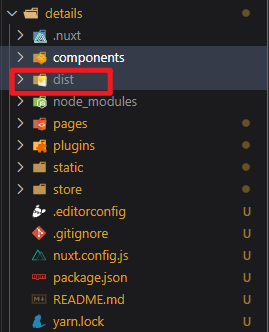 details
.nuxt
components
dist
node_modules
pages
plugins
static
store
.editorconfig U
.gitignore U
nuxt.config.js U
package.json U
README.md U
yarn.lock U